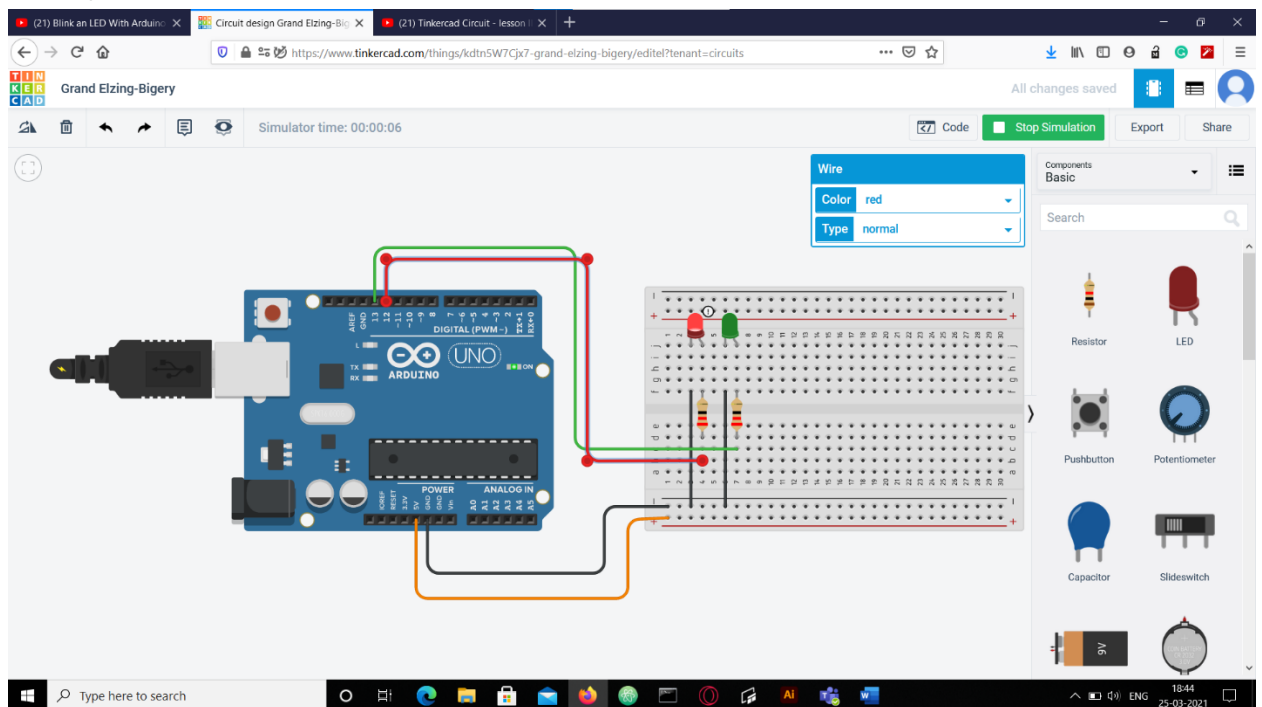 (21) Blink an LED With Arduino
Circuit design Grand Elzing-Big
(21) Tinkercad Circuit - lesson
https://www.tinkercad.com/things/kdtn5W7Cjx7-grand-elzing-bigery/editel?tenant=circuits
TIN
KER
CAD
Grand Elzing-Bigery
All changes saved
Simulator time: 00:00:06
Code
Stop Simulation
Export
Share
Wire
Color red
Type normal
Components
Basic
Search
Resistor
LED
Pushbutton
Potentiometer
Capacitor
Slideswitch
9V
AREF
GND
13
12
~11
~10
~9
8
7
~6
~5
4
~3
2
TX→1
RX←0
DIGITAL (PWM~)
L
TX
RX
UNO
ARDUINO
ON
POWER
ANALOG IN
IOREF
RESET
3.3V
5V
GND
GND
Vin
A0
A1
A2
A3
A4
A5
Type here to search
Ai
ENG
18:44
25-03-2021